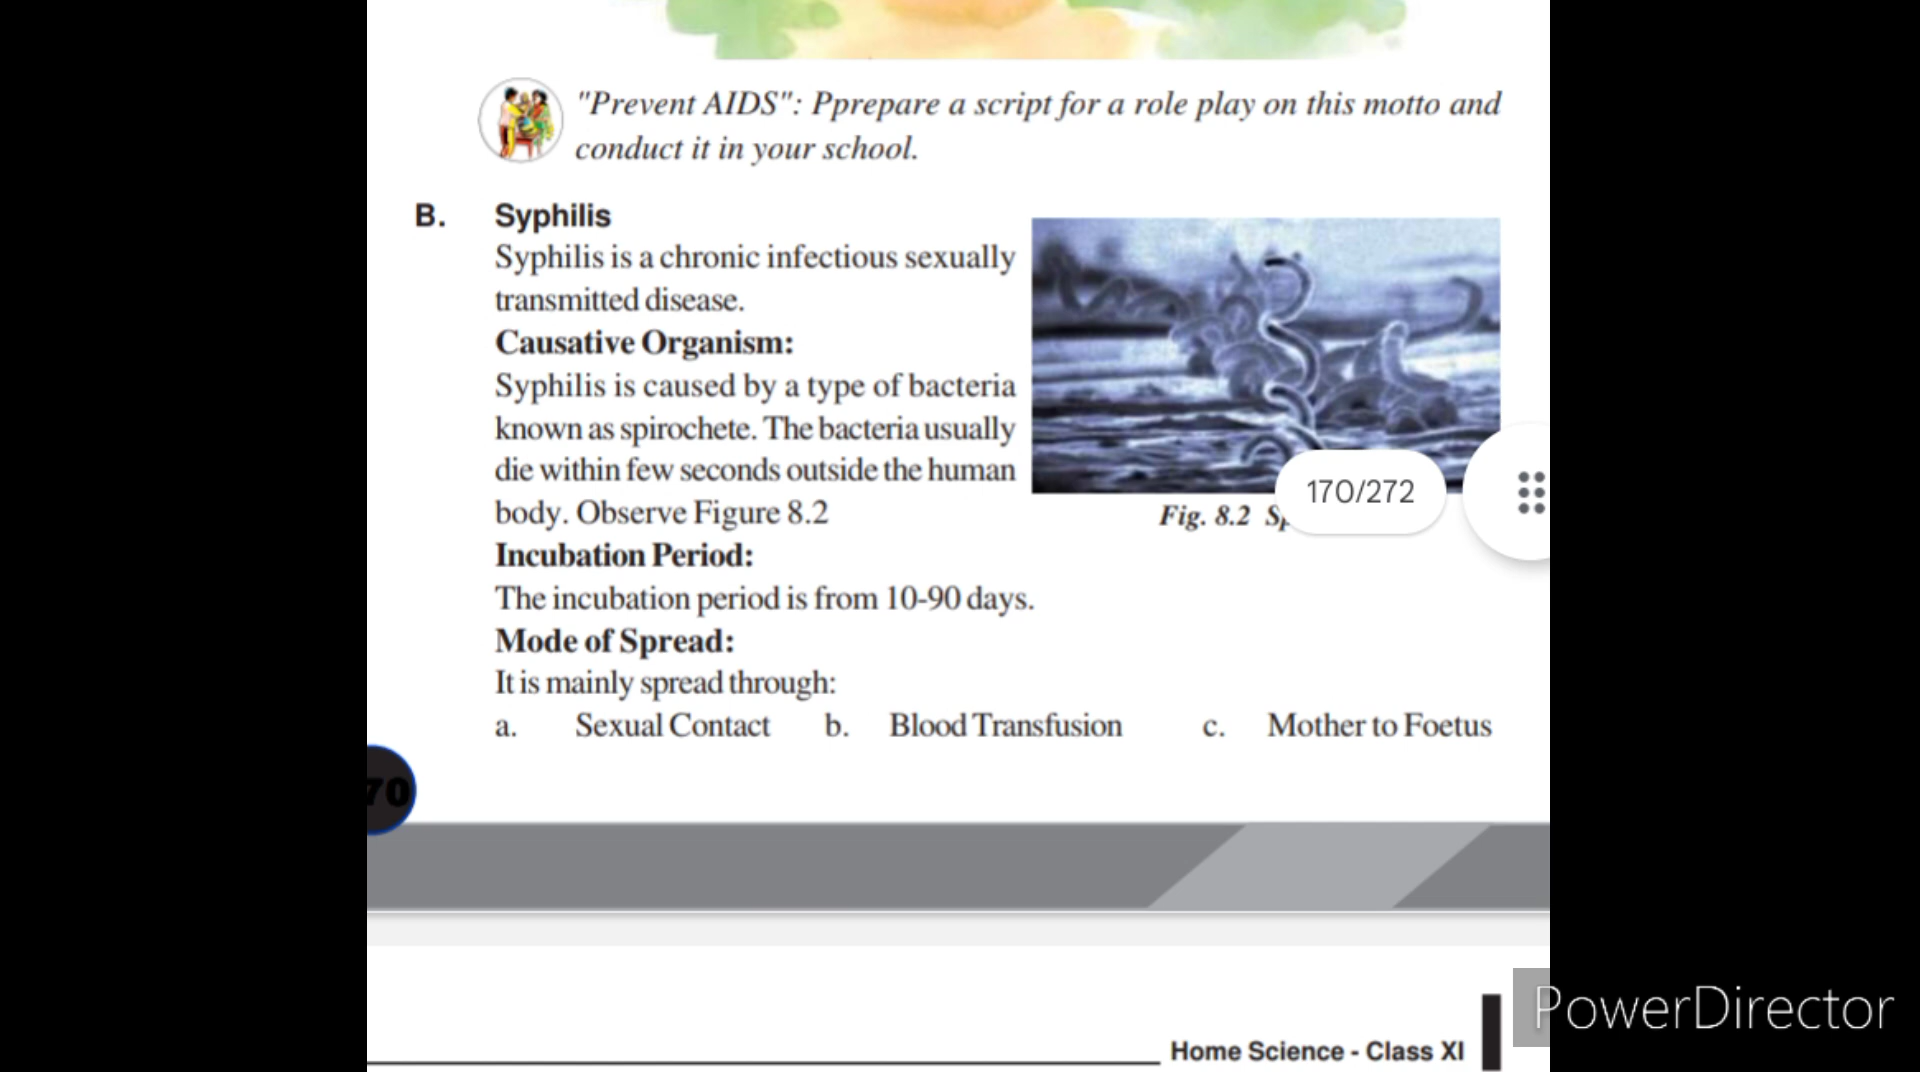 "Prevent AIDS": Pprepare a script for a role play on this motto and
conduct it in your school.
B. Syphilis
Syphilis is a chronic infectious sexually
transmitted disease.
Causative Organism:
Syphilis is caused by a type of bacteria
known as spirochete. The bacteria usually
die within few seconds outside the human
body. Observe Figure 8.2
170/272
Fig. 8.2
Incubation Period:
The incubation period is from 10-90 days.
Mode of Spread:
It is mainly spread through:
a. Sexual Contact b. Blood Transfusion c. Mother to Foetus
70
Home Science - Class XI
PowerDirector